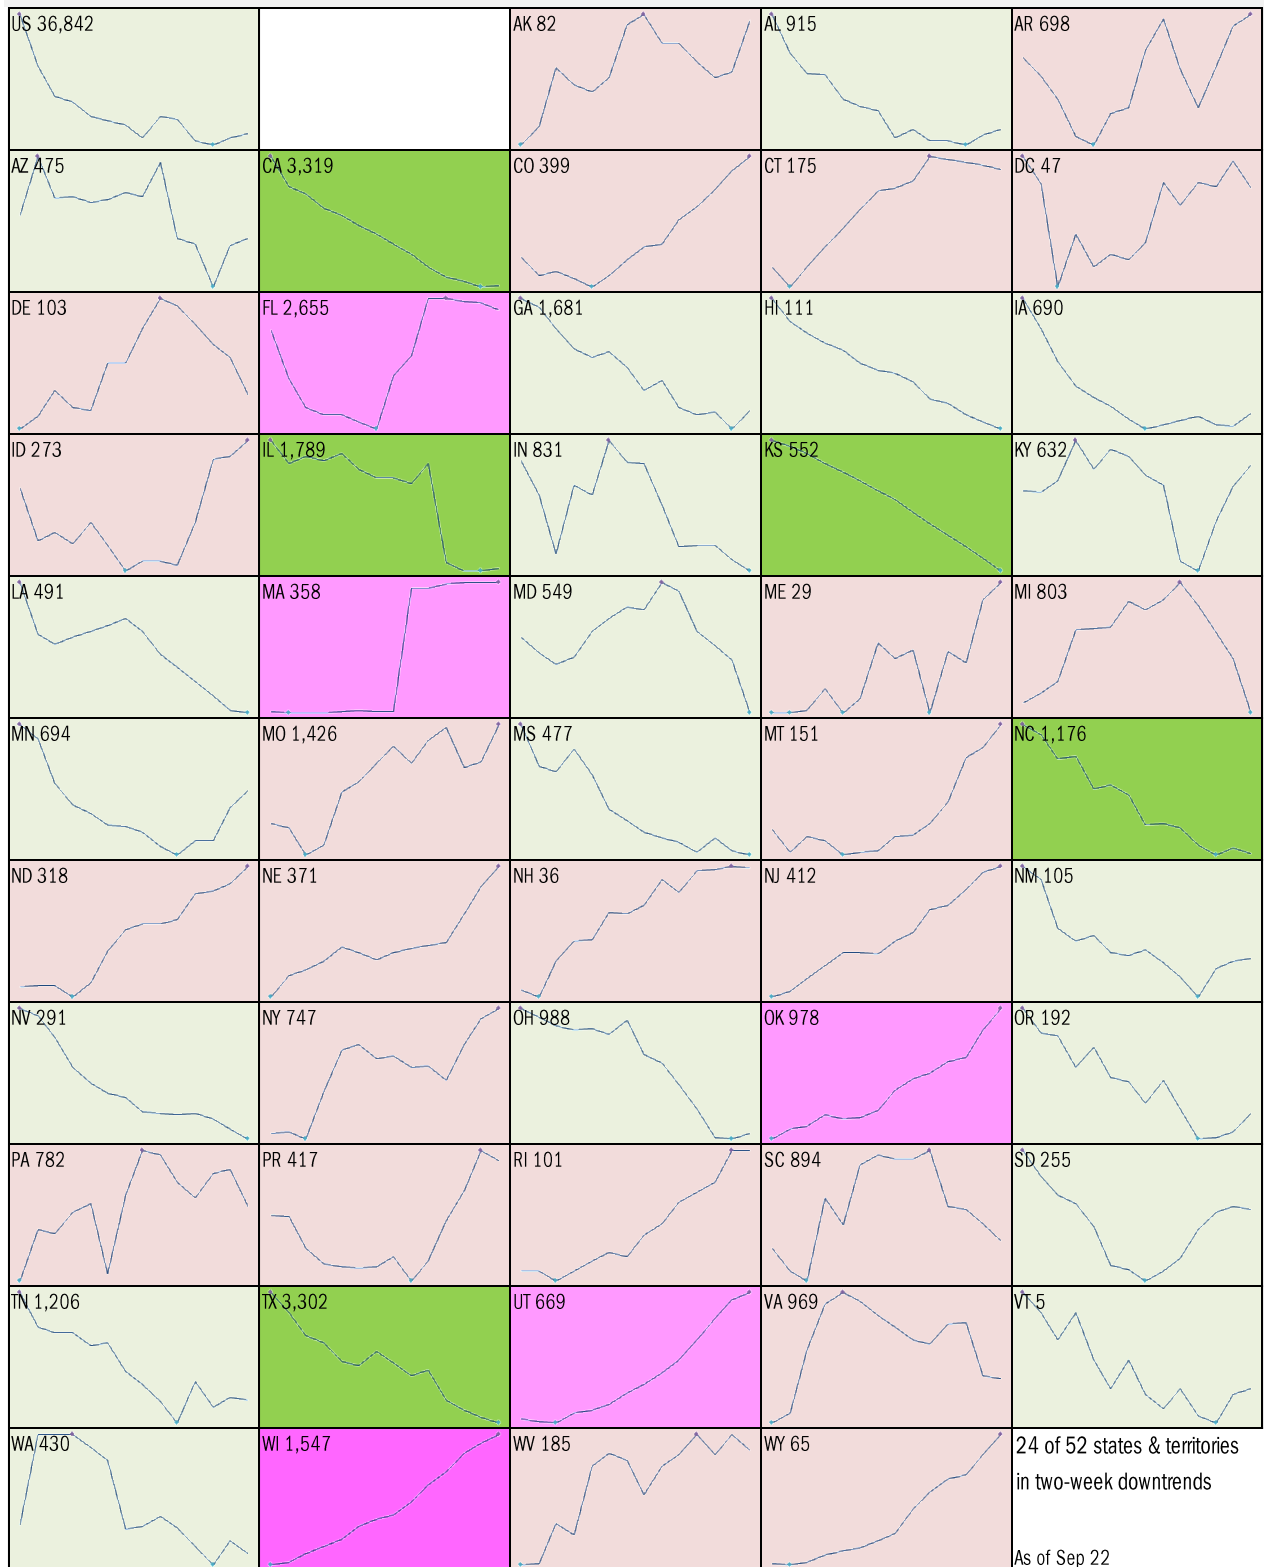 US 36,842
AK 82
AL 915
AR 698
AZ 475
CA 3,319
CO 399
CT 175
DC 47
DE 103
FL 2,655
GA 1,681
HI 111
IA 690
ID 273
IL 1,789
IN 831
KS 552
KY 632
LA 491
MA 358
MD 549
ME 29
MI 803
MN 694
MO 1,426
MS 477
MT 151
NC 1,176
ND 318
NE 371
NH 36
NJ 412
NM 105
NV 291
NY 747
OH 988
OK 978
OR 192
PA 782
PR 417
RI 101
SC 894
SD 255
TN 1,206
TX 3,302
UT 669
VA 969
VT 5
WA 430
WI 1,547
WV 185
WY 65
24 of 52 states & territories
in two-week downtrends
As of Sep 22